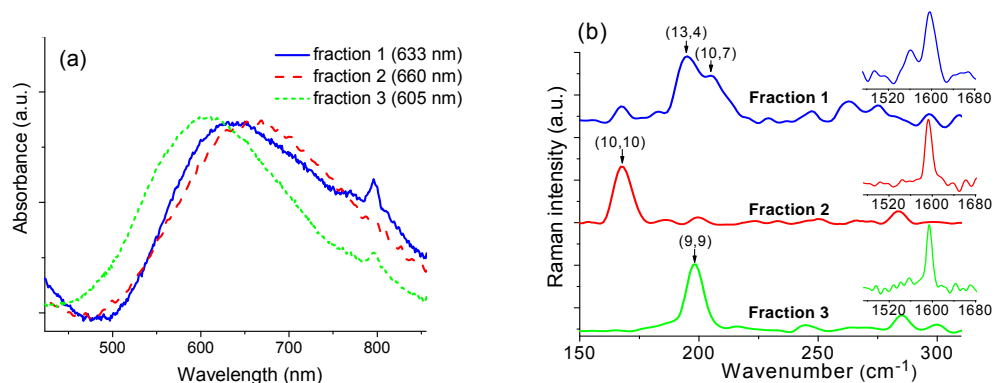 (a)
fraction 1 (633 nm)
fraction 2 (660 nm)
fraction 3 (605 nm)
Absorbance (a.u.)
500 600 700 800
Wavelength (nm)
(b)
(13,4)
(10,7)
Fraction 1
1520 1600 1680
(10,10)
Fraction 2
1520 1600 1680
(9,9)
Fraction 3
1520 1600 1680
Raman intensity (a.u.)
150 200 250 300
Wavenumber (cm⁻¹)